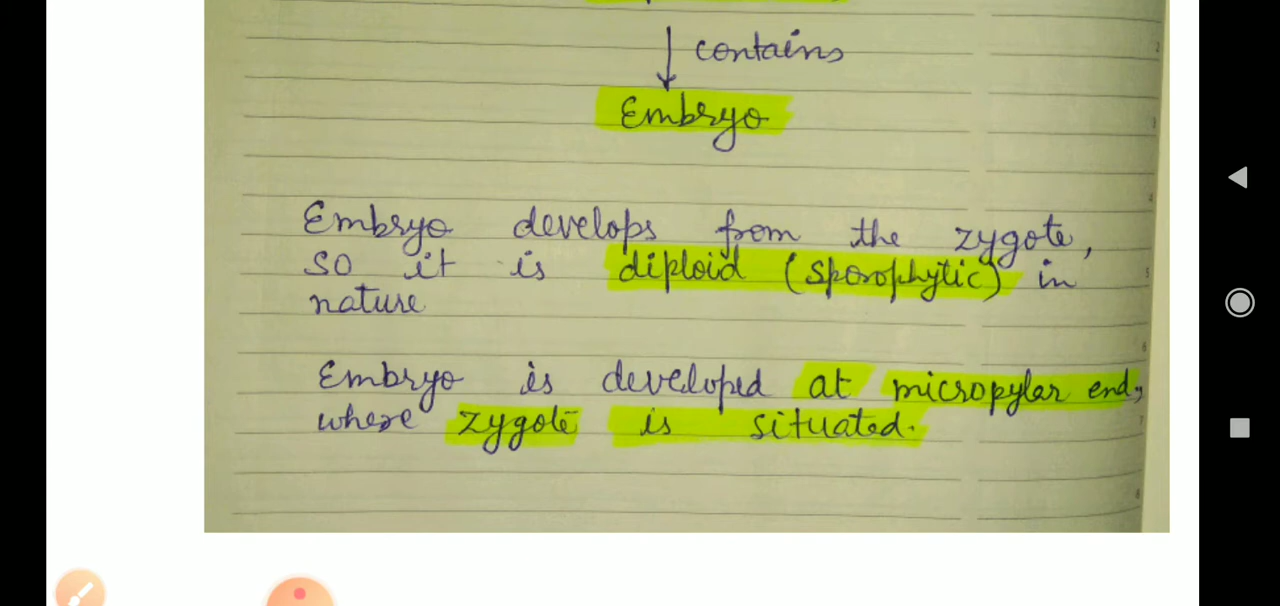 contains
Embryo
Embryo develops from the zygote,
so it is diploid (sporophytic) in
nature
Embryo is developed at micropylar end,
where zygote is situated.